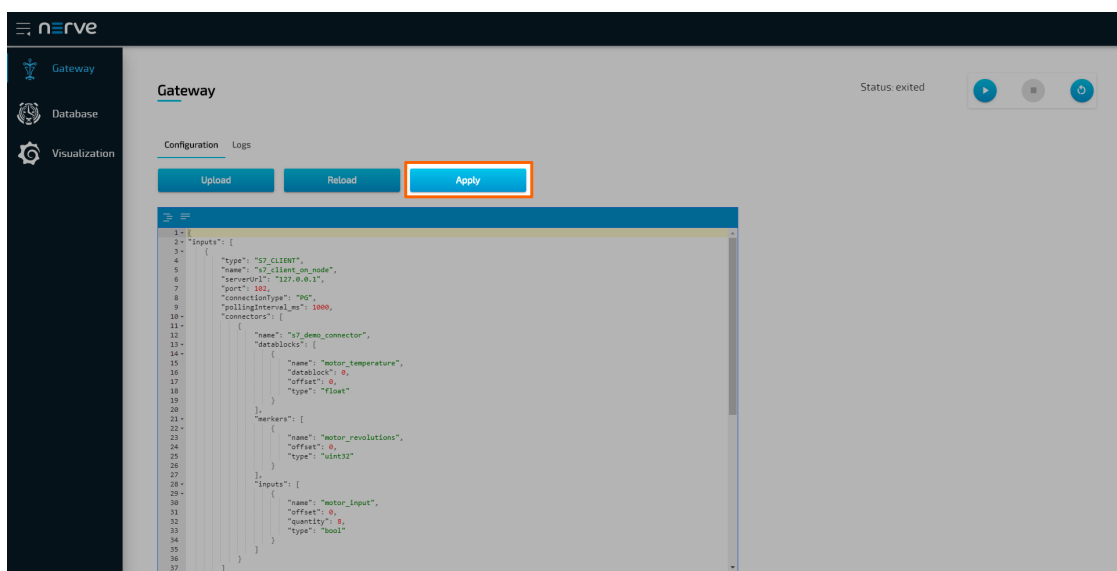 nerve
Gateway
Database
Visualization
Gateway
Status: exited
Configuration Logs
Upload Reload Apply
1 {
2 "inputs": [
3 {
4 "type": "S7_CLIENT",
5 "name": "s7_client_on_node",
6 "serverUrl": "127.0.0.1",
7 "port": 102,
8 "connectionType": "PG",
9 "pollingInterval_ms": 1000,
10 "connectors": [
11 {
12 "name": "s7_demo_connector",
13 "datablocks": [
14 {
15 "name": "motor_temperature",
16 "datablock": 0,
17 "offset": 0,
18 "type": "float"
19 }
20 ],
21 "merkers": [
22 {
23 "name": "motor_revolutions",
24 "offset": 0,
25 "type": "uint32"
26 }
27 ],
28 "inputs": [
29 {
30 "name": "motor_input",
31 "offset": 0,
32 "quantity": 8,
33 "type": "bool"
34 }
35 ]
36 }
37 ]